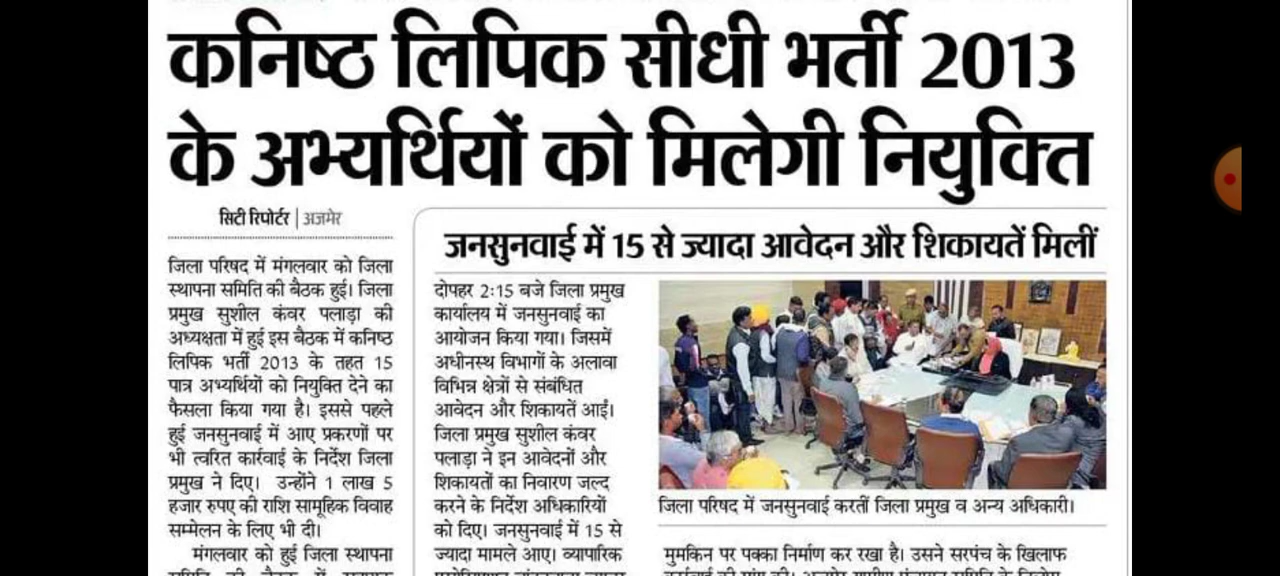 कनिष्ठ लिपिक सीधी भर्ती 2013
के अभ्यर्थियों को मिलेगी नियुक्ति
सिटी रिपोर्टर | अजमेर
जिला परिषद में मंगलवार को जिला
स्थापना समिति की बैठक हुई। जिला
प्रमुख सुशील कंवर पलाड़ा की
अध्यक्षता में हुई इस बैठक में कनिष्ठ
लिपिक भर्ती 2013 के तहत 15
पात्र अभ्यर्थियों को नियुक्ति देने का
फैसला किया गया है। इससे पहले
हुई जनसुनवाई में आए प्रकरणों पर
भी त्वरित कार्रवाई के निर्देश जिला
प्रमुख ने दिए। उन्होंने 1 लाख 5
हजार रुपए की राशि सामूहिक विवाह
सम्मेलन के लिए भी दी।
मंगलवार को हुई जिला स्थापना
जनसुनवाई में 15 से ज्यादा आवेदन और शिकायतें मिलीं
दोपहर 2:15 बजे जिला प्रमुख
कार्यालय में जनसुनवाई का
आयोजन किया गया। जिसमें
अधीनस्थ विभागों के अलावा
विभिन्न क्षेत्रों से संबंधित
आवेदन और शिकायतें आईं।
जिला प्रमुख सुशील कंवर
पलाड़ा ने इन आवेदनों और
शिकायतों का निवारण जल्द
करने के निर्देश अधिकारियों
को दिए। जनसुनवाई में 15 से
ज्यादा मामले आए। व्यापारिक
जिला परिषद में जनसुनवाई करतीं जिला प्रमुख व अन्य अधिकारी।
मुमकिन पर पक्का निर्माण कर रखा है। उसने सरपंच के खिलाफ